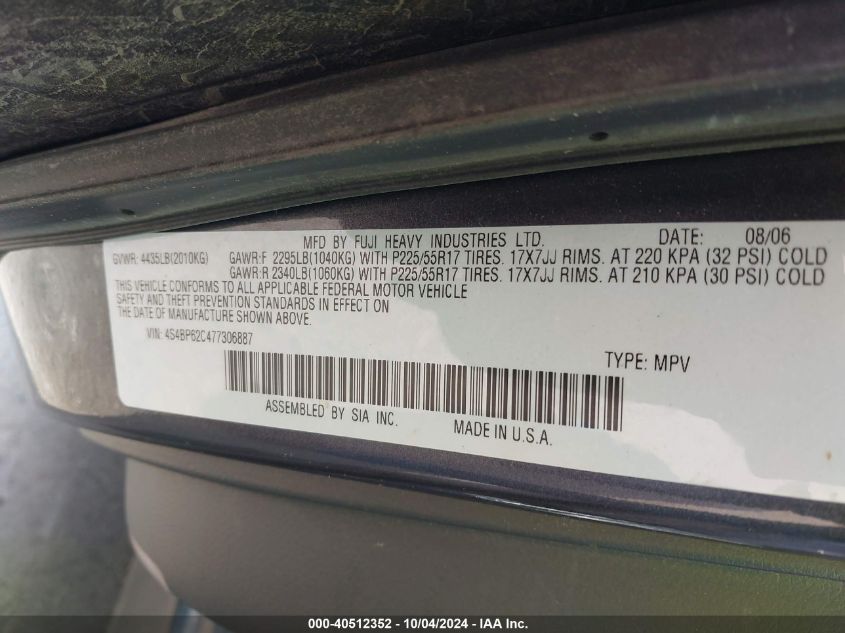 MFD BY FUJI HEAVY INDUSTRIES LTD. DATE: 08/06
GVWR: 4435LB(2010KG) GAWR:F 2295LB(1040KG) WITH P225/55R17 TIRES. 17X7JJ RIMS. AT 220 KPA (32 PSI) COLD
GAWR:R 2340LB(1060KG) WITH P225/55R17 TIRES. 17X7JJ RIMS. AT 210 KPA (30 PSI) COLD
THIS VEHICLE CONFORMS TO ALL APPLICABLE FEDERAL MOTOR VEHICLE
SAFETY AND THEFT PREVENTION STANDARDS IN EFFECT ON
THE DATE OF MANUFACTURE SHOWN ABOVE.
VIN: 4S4BP62C477306887 TYPE: MPV
ASSEMBLED BY SIA INC. MADE IN U.S.A.
000-40512352 - 10/04/2024 - IAA Inc.